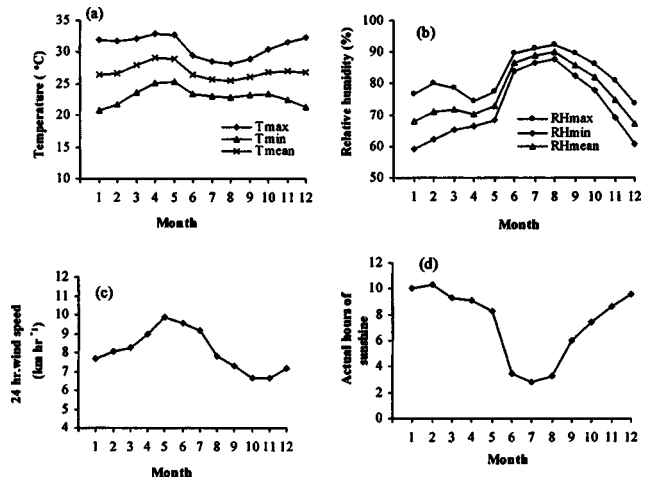 (a)
Temperature ( °C)
35
30
25
20
15
10
Tmax
Tmin
Tmean
1 2 3 4 5 6 7 8 9 10 11 12
Month
(b)
Relative humidity (%)
100
90
80
70
60
50
RHmax
RHmin
RHmean
1 2 3 4 5 6 7 8 9 10 11 12
Month
(c)
24 hr.wind speed
(km hr -1)
12
11
10
9
8
7
6
5
4
1 2 3 4 5 6 7 8 9 10 11 12
Month
(d)
Actual hours of
sunshine
12
10
8
6
4
2
0
1 2 3 4 5 6 7 8 9 10 11 12
Month